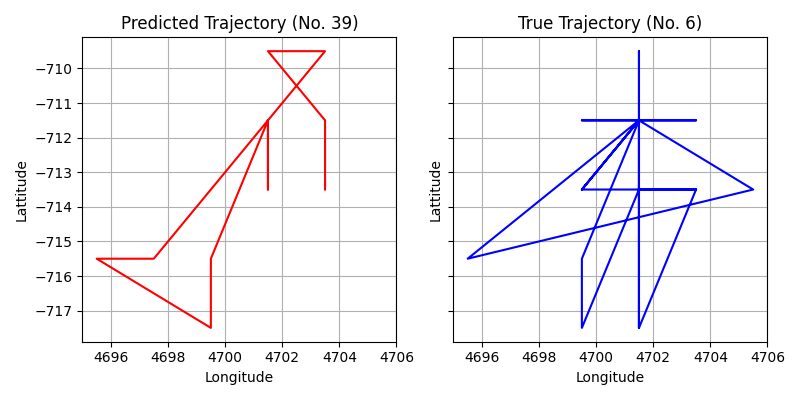 Predicted Trajectory (No. 39)
True Trajectory (No. 6)
−710
−711
−712
−713
−714
−715
−716
−717
Lattitude
Lattitude
4696 4698 4700 4702 4704 4706
4696 4698 4700 4702 4704 4706
Longitude
Longitude